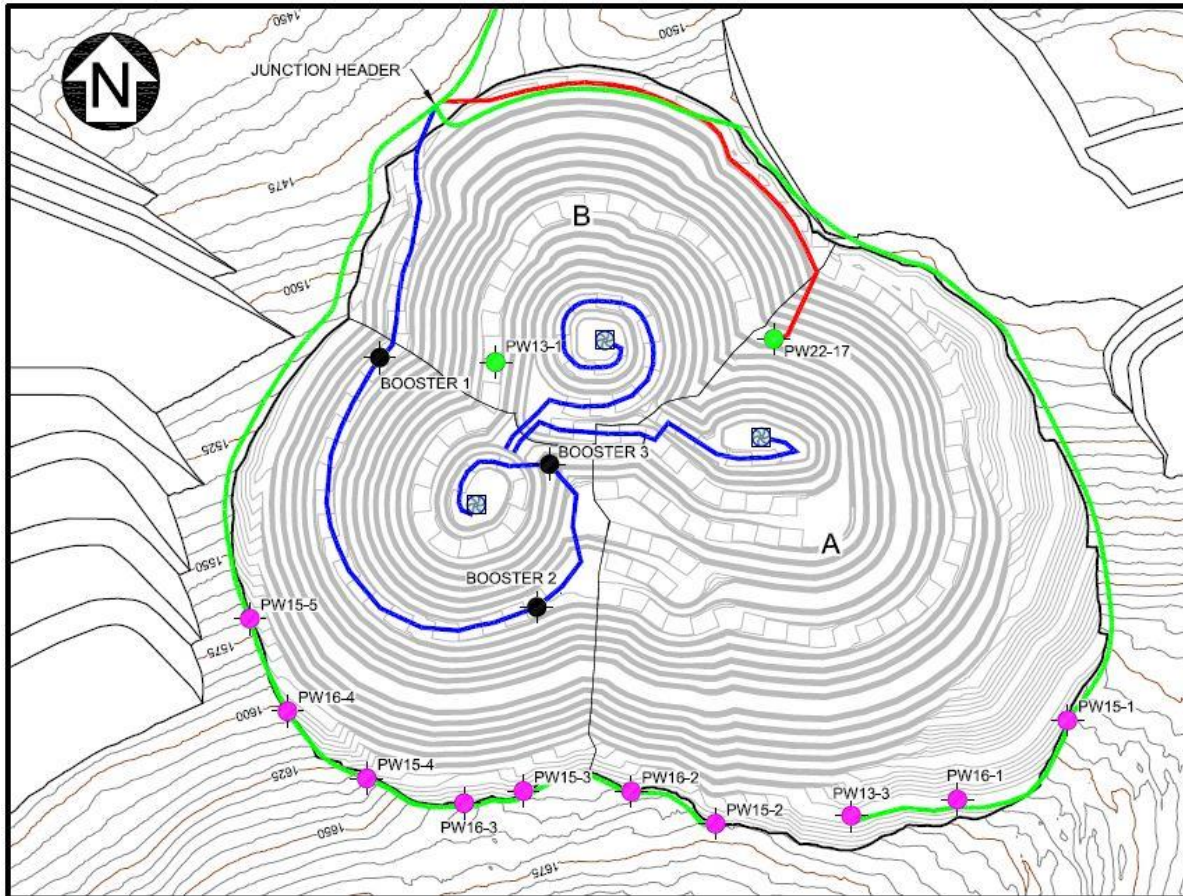 1450
1500
N
JUNCTION HEADER
1475
B
1500
PW13-1
PW22-17
BOOSTER 1
1525
BOOSTER 3
A
1550
BOOSTER 2
PW15-5
1575
PW16-4
1600
PW15-1
PW15-4
PW15-3
PW16-2
PW16-1
1625
PW13-3
PW16-3
PW15-2
1650
1675